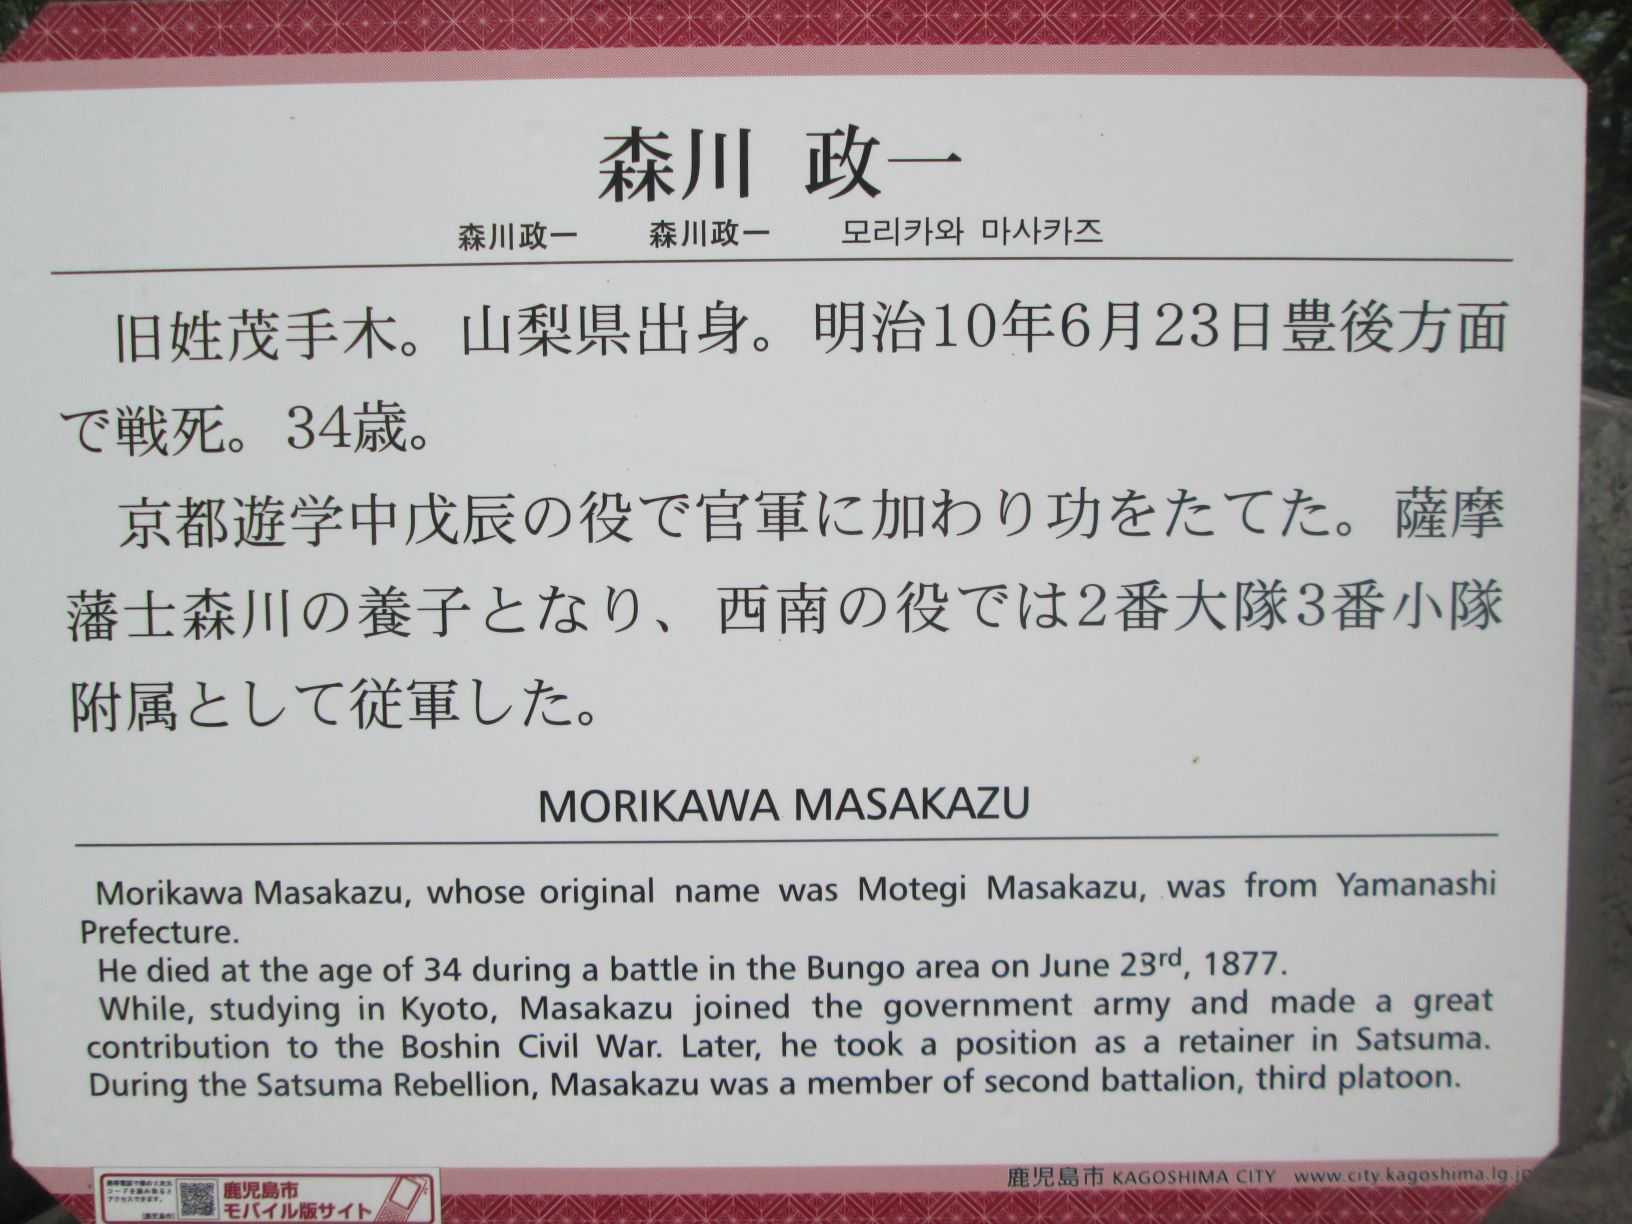 森川 政一
森川政一 森川政一 모리카와 마사카즈
旧姓茂手木。山梨県出身。明治10年6月23日豊後方面
で戦死。34歳。
京都遊学中戊辰の役で官軍に加わり功をたてた。薩摩
藩士森川の養子となり、西南の役では2番大隊3番小隊
附属として従軍した。
MORIKAWA MASAKAZU
Morikawa Masakazu, whose original name was Motegi Masakazu, was from Yamanashi
Prefecture.
He died at the age of 34 during a battle in the Bungo area on June 23rd, 1877.
While, studying in Kyoto, Masakazu joined the government army and made a great
contribution to the Boshin Civil War. Later, he took a position as a retainer in Satsuma.
During the Satsuma Rebellion, Masakazu was a member of second battalion, third platoon.
鹿児島市 KAGOSHIMA CITY www.city.kagoshima.lg.jp
鹿児島市
モバイル版サイト